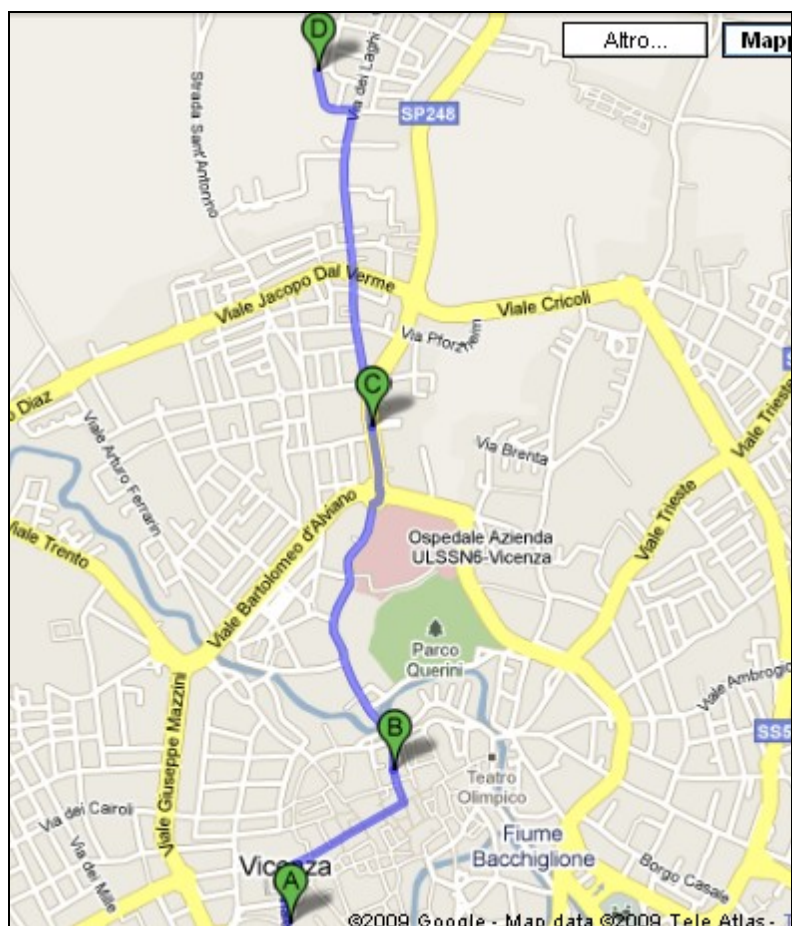 D
Altro...
Mapp
Via dei Laghi
SP248
Strada Sant'Antonino
Viale Jacopo Dal Verme
Viale Cricoli
Via Pforzheim
C
o Diaz
Viale Arturo Ferrarin
Via Brenta
Viale Trieste
Viale Trieste
Viale Bartolomeo d'Alviano
Ospedale Azienda
ULSSN6-Vicenza
Viale Trento
Parco
Querini
Viale Giuseppe Mazzini
Viale Ambrogio
B
SS5
Teatro
Olimpico
Via dei Cairoli
Fiume
Bacchiglione
Via dei Mille
Vicenza
A
Borgo Casale
©2009 Google - Map data ©2009 Tele Atlas -